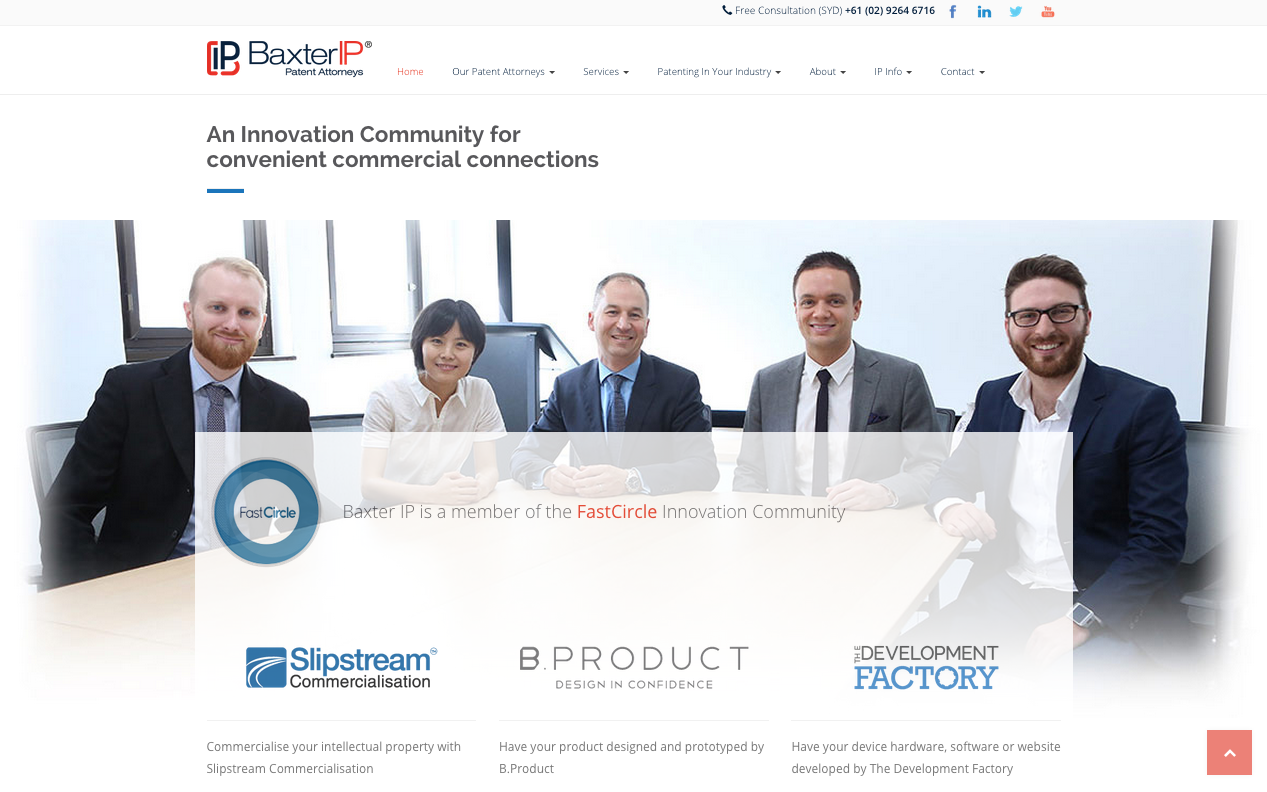 Free Consultation (SYD) +61 (02) 9264 6716
BaxterIP®
Patent Attorneys
Home
Our Patent Attorneys
Services
Patenting In Your Industry
About
IP Info
Contact
An Innovation Community for
convenient commercial connections
FastCircle
Baxter IP is a member of the FastCircle Innovation Community
Slipstream
Commercialisation
B.PRODUCT
DESIGN IN CONFIDENCE
THE DEVELOPMENT
FACTORY
Commercialise your intellectual property with
Slipstream Commercialisation
Have your product designed and prototyped by
B.Product
Have your device hardware, software or website
developed by The Development Factory